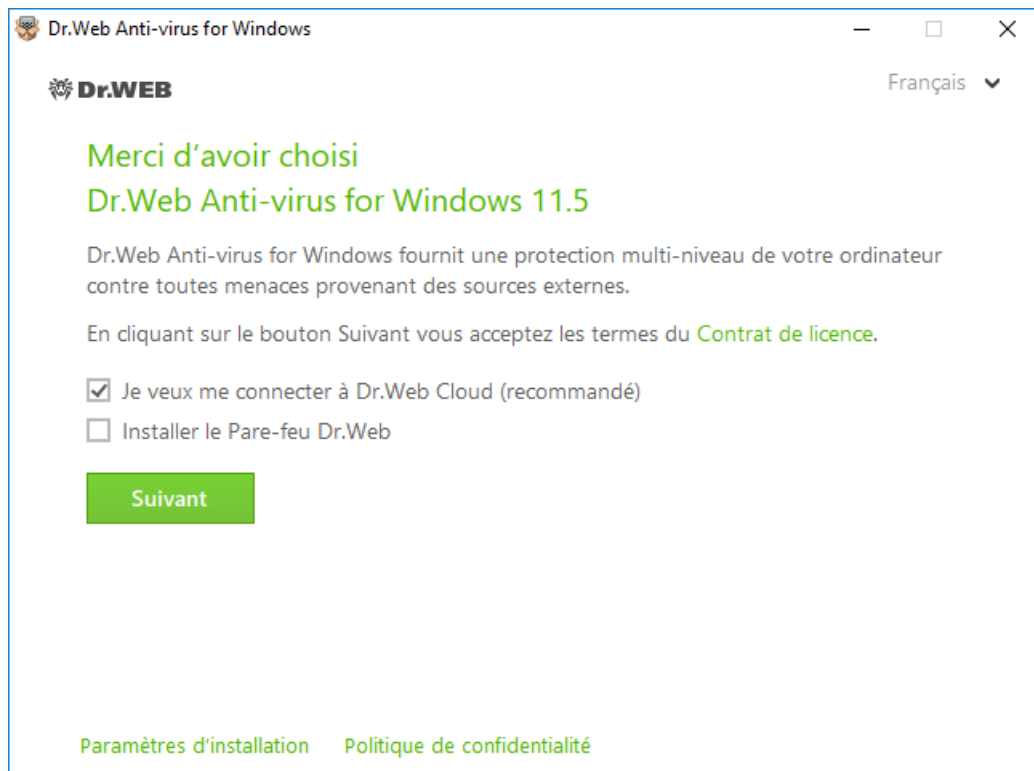 Dr.Web Anti-virus for Windows
Dr.WEB
Français
Merci d’avoir choisi
Dr.Web Anti-virus for Windows 11.5
Dr.Web Anti-virus for Windows fournit une protection multi-niveau de votre ordinateur
contre toutes menaces provenant des sources externes.
En cliquant sur le bouton Suivant vous acceptez les termes du Contrat de licence.
Je veux me connecter à Dr.Web Cloud (recommandé)
Installer le Pare-feu Dr.Web
Suivant
Paramètres d'installation Politique de confidentialité